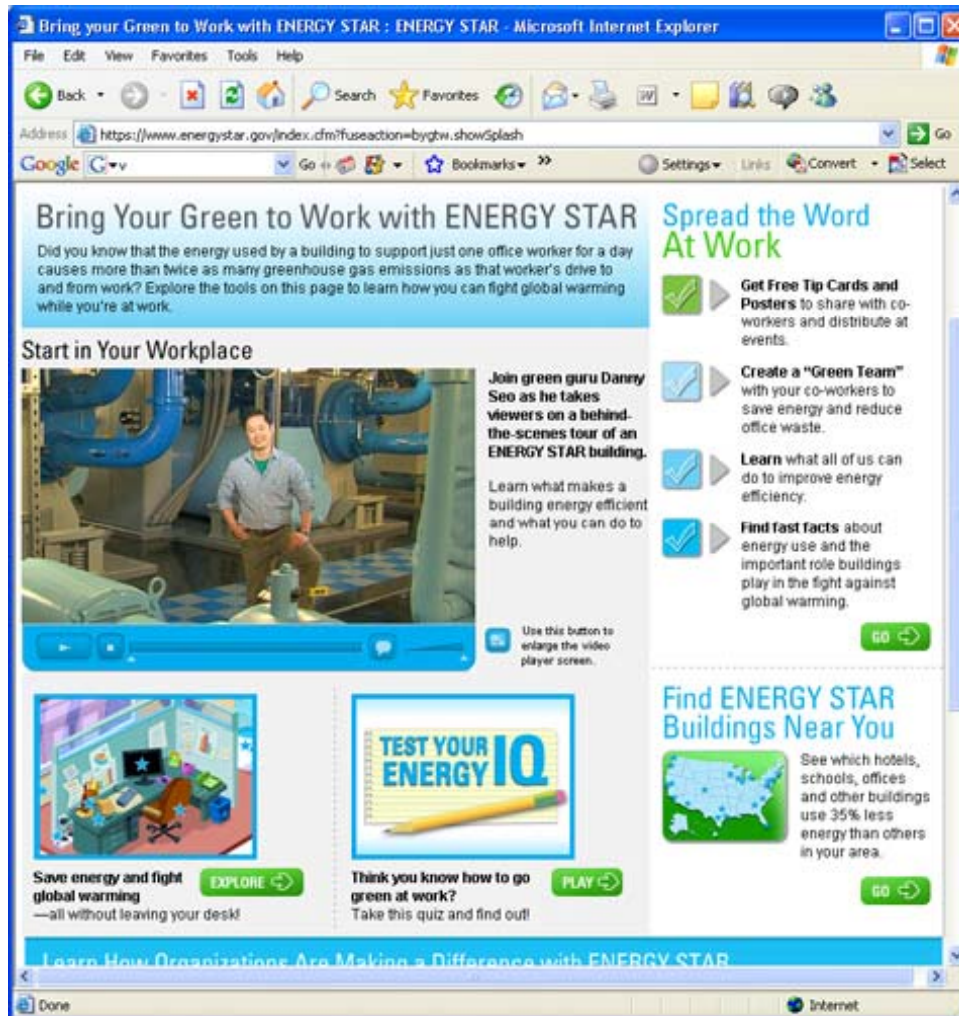 Bring your Green to Work with ENERGY STAR : ENERGY STAR - Microsoft Internet Explorer
File Edit View Favorites Tools Help
Back Search Favorites
Address https://www.energystar.gov/index.cfm?fuseaction=bygtw.showSplash Go
Google G v Go Bookmarks Settings Links Convert Select
Bring Your Green to Work with ENERGY STAR
Did you know that the energy used by a building to support just one office worker for a day
causes more than twice as many greenhouse gas emissions as that worker's drive to
and from work? Explore the tools on this page to learn how you can fight global warming
while you're at work.
Start in Your Workplace
Join green guru Danny
Seo as he takes
viewers on a behind-
the-scenes tour of an
ENERGY STAR building.
Learn what makes a
building energy efficient
and what you can do to
help.
Use this button to
enlarge the video
player screen.
TEST YOUR
ENERGY IQ
Save energy and fight
global warming
—all without leaving your desk!
EXPLORE
Think you know how to go
green at work?
Take this quiz and find out!
PLAY
Spread the Word
At Work
Get Free Tip Cards and
Posters to share with co-
workers and distribute at
events.
Create a “Green Team”
with your co-workers to
save energy and reduce
office waste.
Learn what all of us can
do to improve energy
efficiency.
Find fast facts about
energy use and the
important role buildings
play in the fight against
global warming.
GO
Find ENERGY STAR
Buildings Near You
See which hotels,
schools, offices
and other buildings
use 35% less
energy than others
in your area.
GO
Learn How Organizations Are Making a Difference with ENERGY STAR
Done Internet